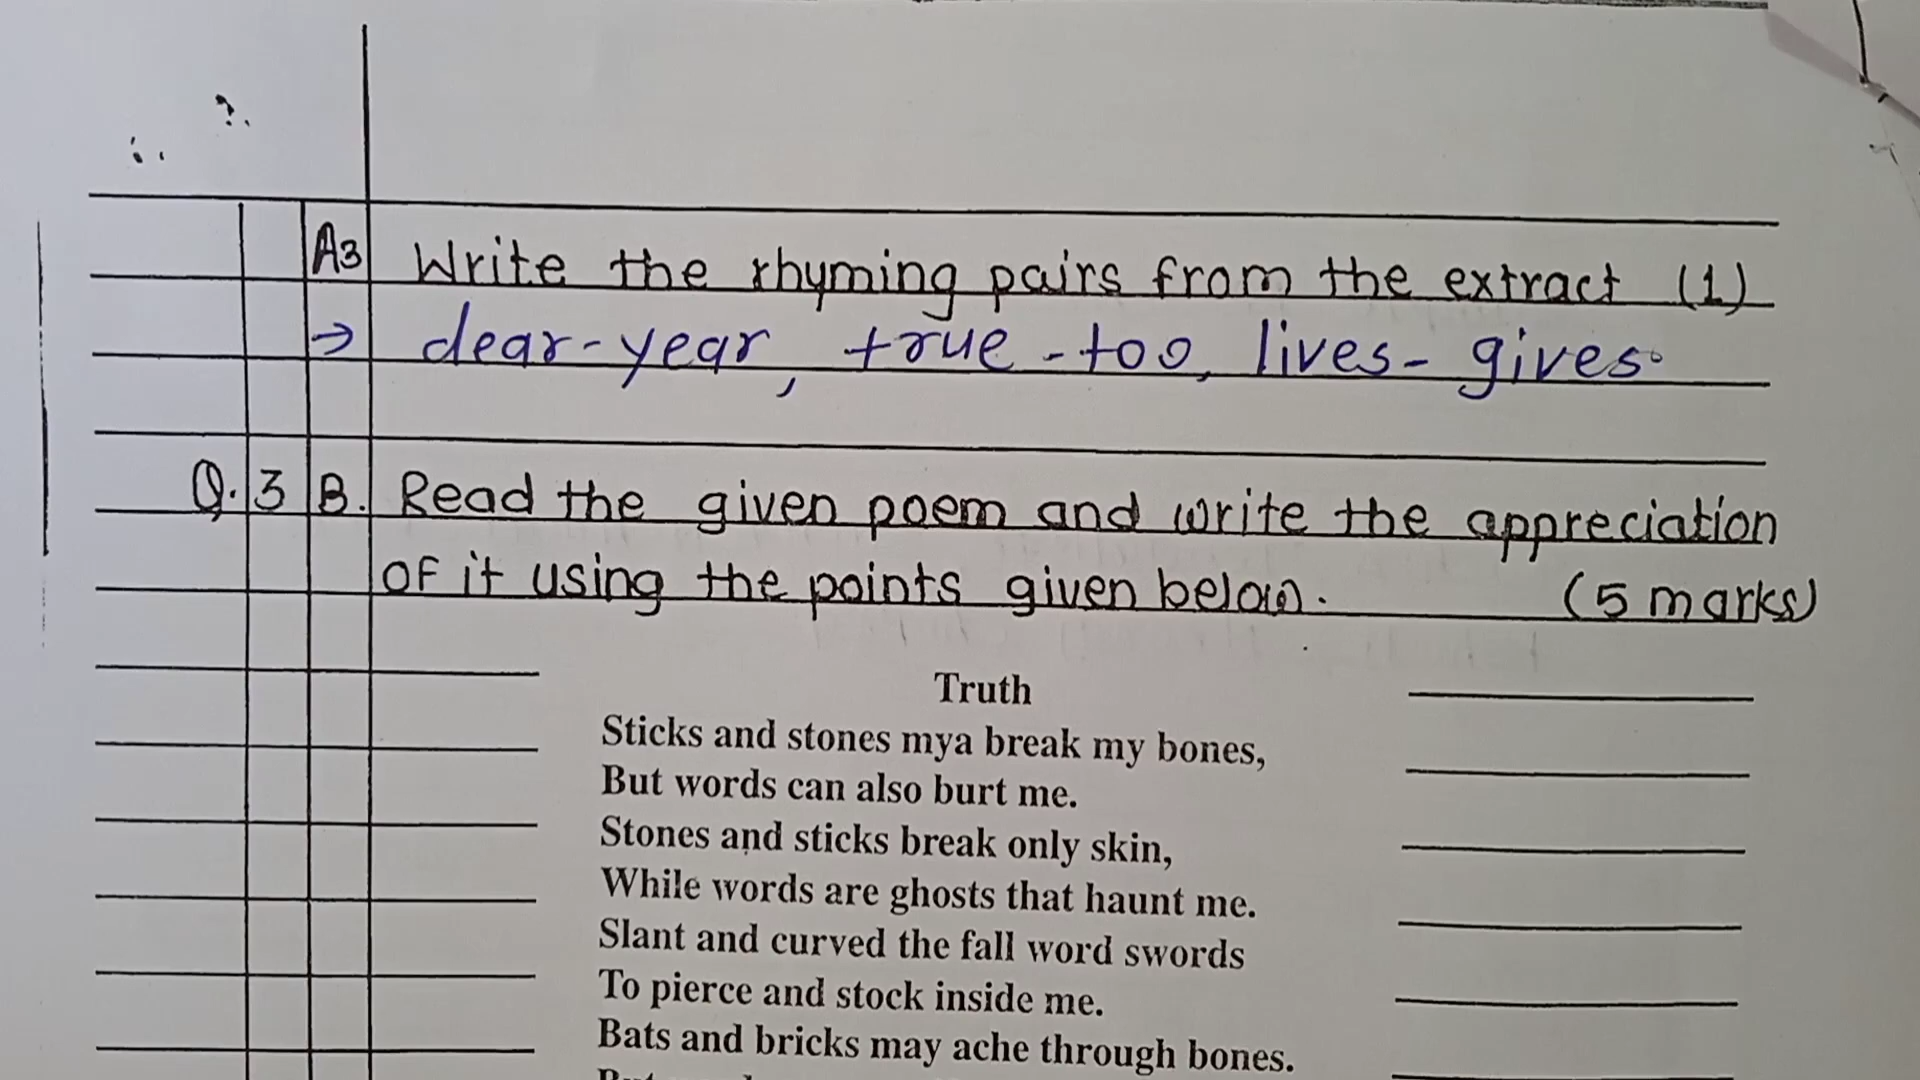 A3 Write the rhyming pairs from the extract (1)
→ dear-year, true-too, lives-gives.
Q.3 B. Read the given poem and write the appreciation
of it using the points given below. (5 marks)
Truth
Sticks and stones mya break my bones,
But words can also burt me.
Stones and sticks break only skin,
While words are ghosts that haunt me.
Slant and curved the fall word swords
To pierce and stock inside me.
Bats and bricks may ache through bones.